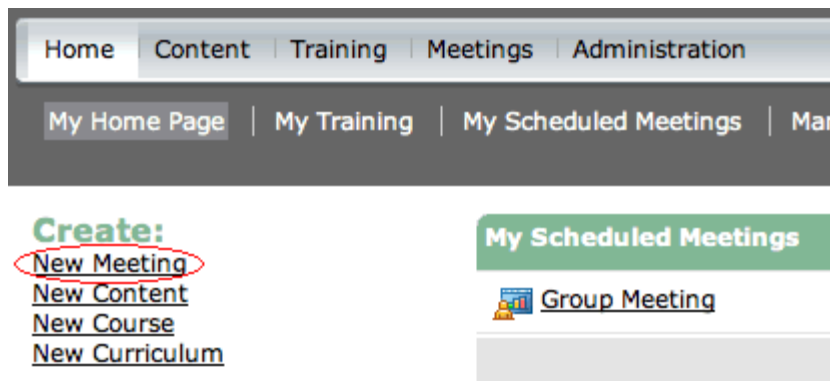 Home Content Training Meetings Administration
My Home Page My Training My Scheduled Meetings
Create:
New Meeting
New Content
New Course
New Curriculum
My Scheduled Meetings
Group Meeting